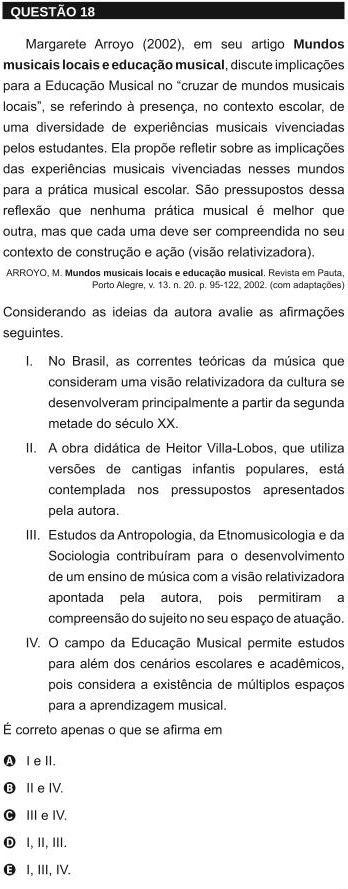 QUESTÃO 18
Margarete Arroyo (2002), em seu artigo Mundos
musicais locais e educação musical, discute implicações
para a Educação Musical no “cruzar de mundos musicais
locais”, se referindo à presença, no contexto escolar, de
uma diversidade de experiências musicais vivenciadas
pelos estudantes. Ela propõe refletir sobre as implicações
das experiências musicais vivenciadas nesses mundos
para a prática musical escolar. São pressupostos dessa
reflexão que nenhuma prática musical é melhor que
outra, mas que cada uma deve ser compreendida no seu
contexto de construção e ação (visão relativizadora).
ARROYO, M. Mundos musicais locais e educação musical. Revista em Pauta,
Porto Alegre, v. 13. n. 20. p. 95-122, 2002. (com adaptações)
Considerando as ideias da autora avalie as afirmações
seguintes.
I. No Brasil, as correntes teóricas da música que
consideram uma visão relativizadora da cultura se
desenvolveram principalmente a partir da segunda
metade do século XX.
II. A obra didática de Heitor Villa-Lobos, que utiliza
versões de cantigas infantis populares, está
contemplada nos pressupostos apresentados
pela autora.
III. Estudos da Antropologia, da Etnomusicologia e da
Sociologia contribuíram para o desenvolvimento
de um ensino de música com a visão relativizadora
apontada pela autora, pois permitiram a
compreensão do sujeito no seu espaço de atuação.
IV. O campo da Educação Musical permite estudos
para além dos cenários escolares e acadêmicos,
pois considera a existência de múltiplos espaços
para a aprendizagem musical.
É correto apenas o que se afirma em
A I e II.
B II e IV.
C III e IV.
D I, II, III.
E I, III, IV.